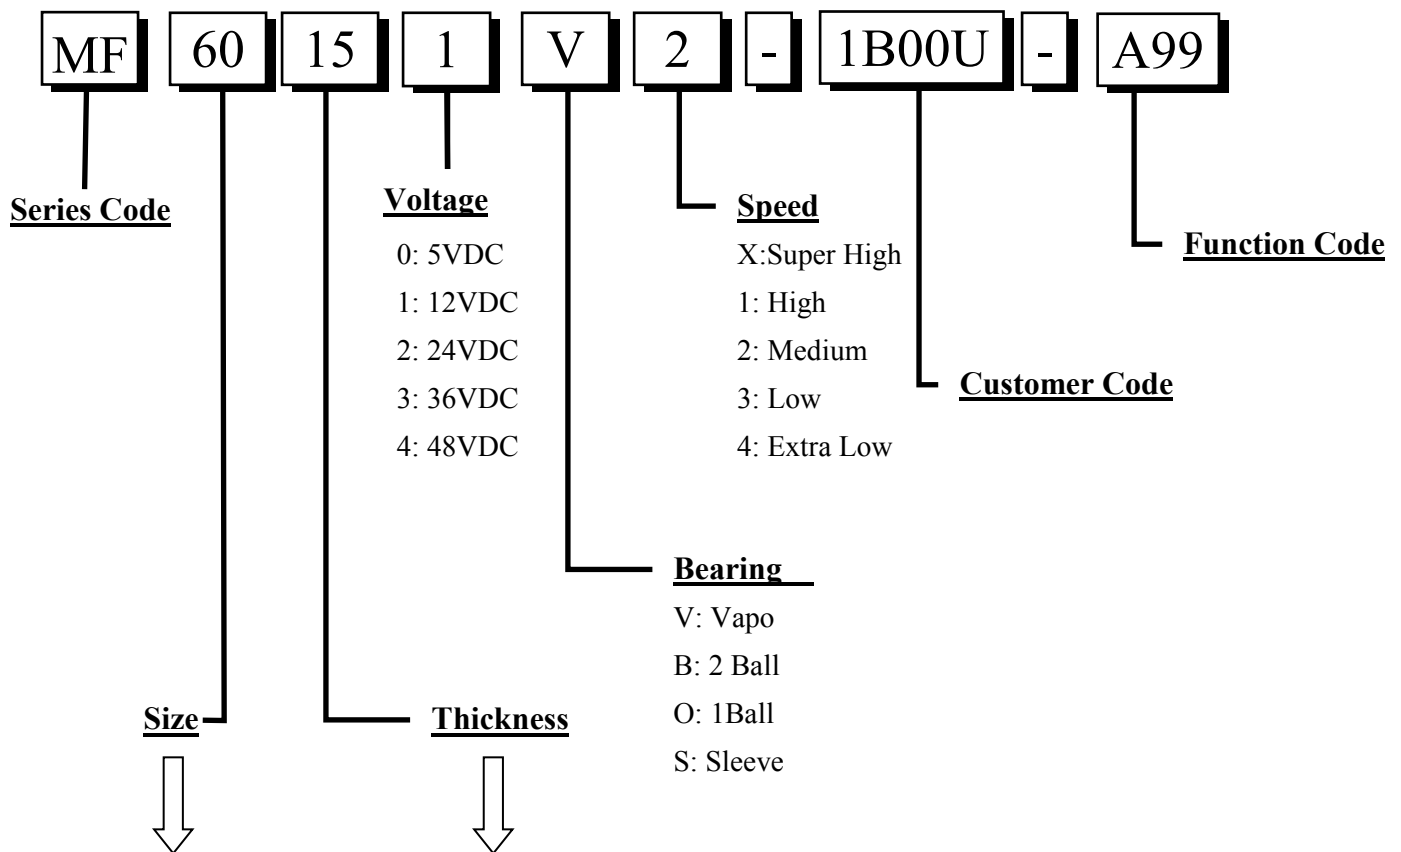 MF 60 15 1 V 2 - 1B00U - A99
Series Code
Voltage
0: 5VDC
1: 12VDC
2: 24VDC
3: 36VDC
4: 48VDC
Speed
X:Super High
1: High
2: Medium
3: Low
4: Extra Low
Function Code
Customer Code
Bearing
V: Vapo
B: 2 Ball
O: 1Ball
S: Sleeve
Size
Thickness